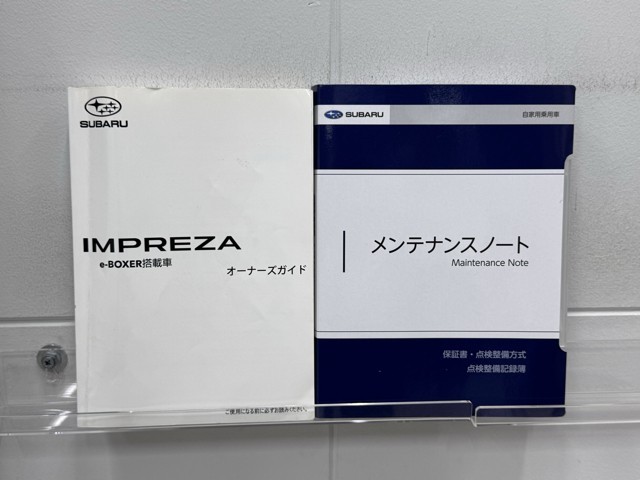 SUBARU
IMPREZA
e-BOXER搭載車
オーナーズガイド
ご使用になる前に必ずお読みください。
SUBARU
自家用乗用車
メンテナンスノート
Maintenance Note
保証書・点検整備方式
点検整備記録簿